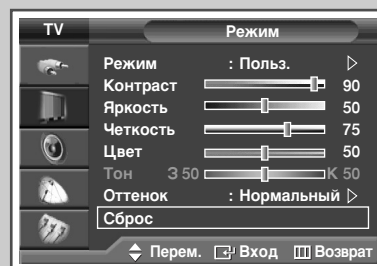 TV Режим
Режим : Польз.
Контраст 90
Яркость 50
Четкость 75
Цвет 50
Тон З 50 К 50
Оттенок : Нормальный
Сброс
Перем. Вход Возврат